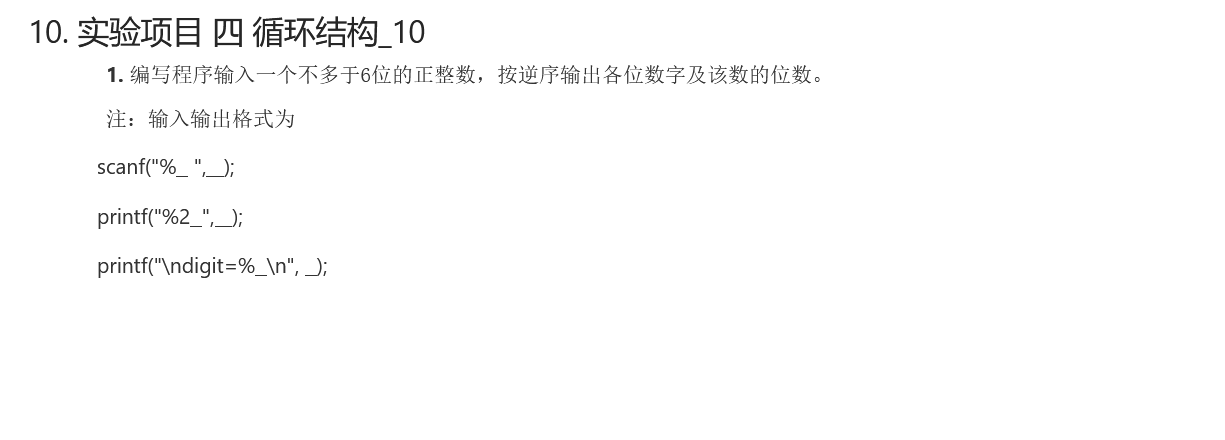 10. 实验项目 四 循环结构_10
1. 编写程序输入一个不多于6位的正整数，按逆序输出各位数字及该数的位数。
注：输入输出格式为
scanf("%_ ",__);
printf("%2_",__);
printf("\ndigit=%_\n", _);